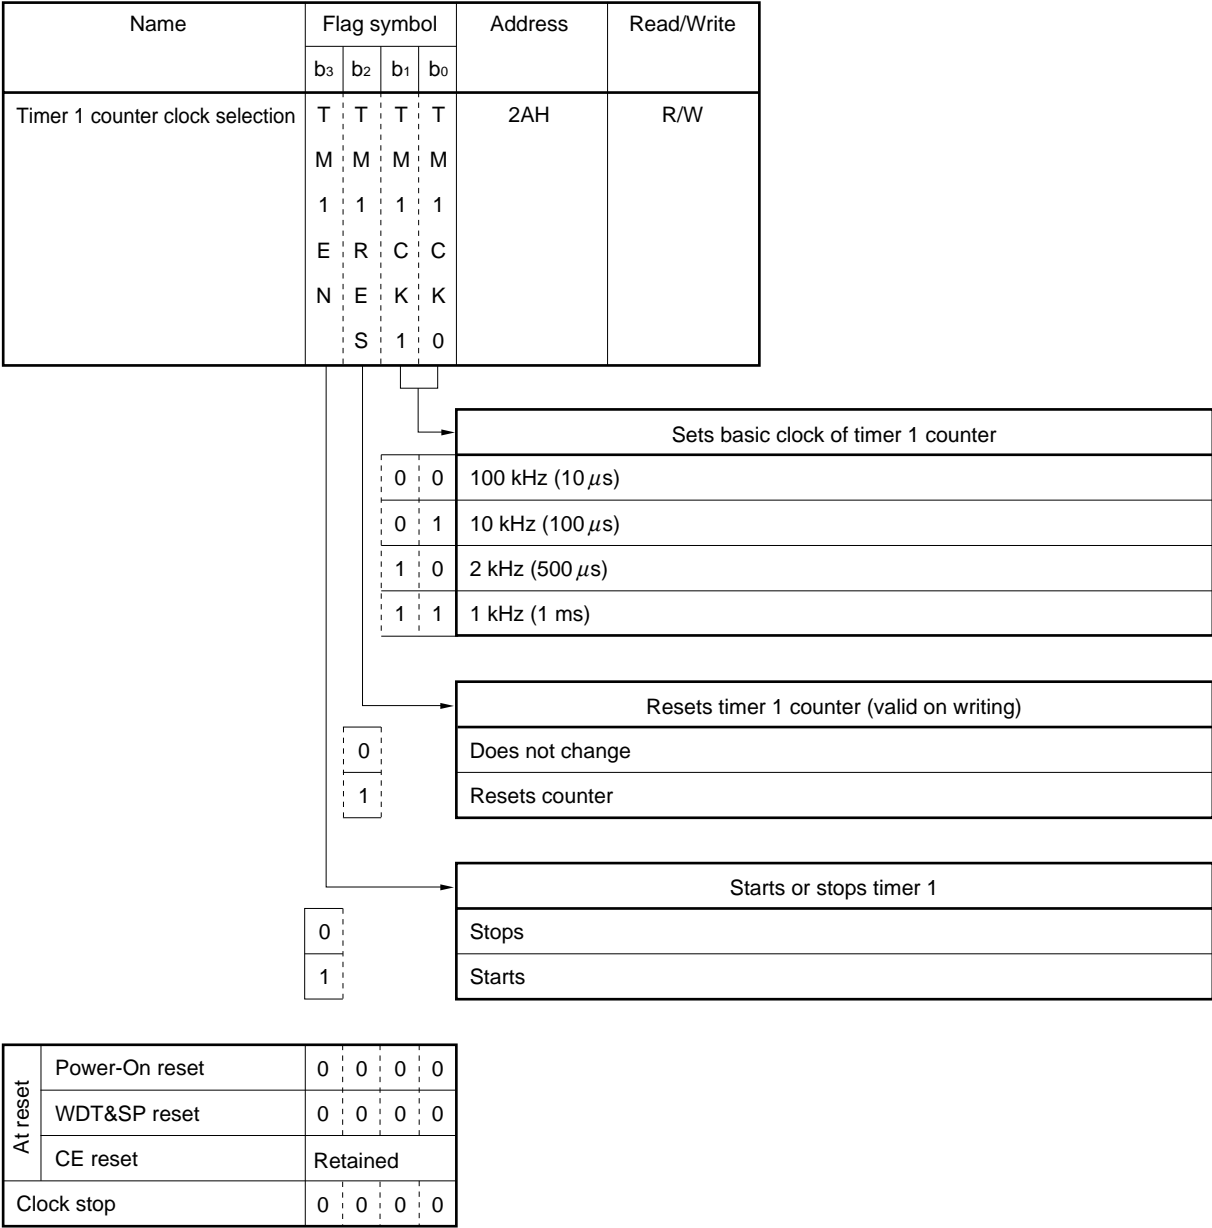 Name Flag symbol Address Read/Write
b3 b2 b1 b0
Timer 1 counter clock selection T T T T 2AH R/W
M M M M
1 1 1 1
E R C C
N E K K
S 1 0
Sets basic clock of timer 1 counter
0 0 100 kHz (10 μs)
0 1 10 kHz (100 μs)
1 0 2 kHz (500 μs)
1 1 1 kHz (1 ms)
Resets timer 1 counter (valid on writing)
0 Does not change
1 Resets counter
Starts or stops timer 1
0 Stops
1 Starts
At reset
Power-On reset 0 0 0 0
WDT&SP reset 0 0 0 0
CE reset Retained
Clock stop 0 0 0 0